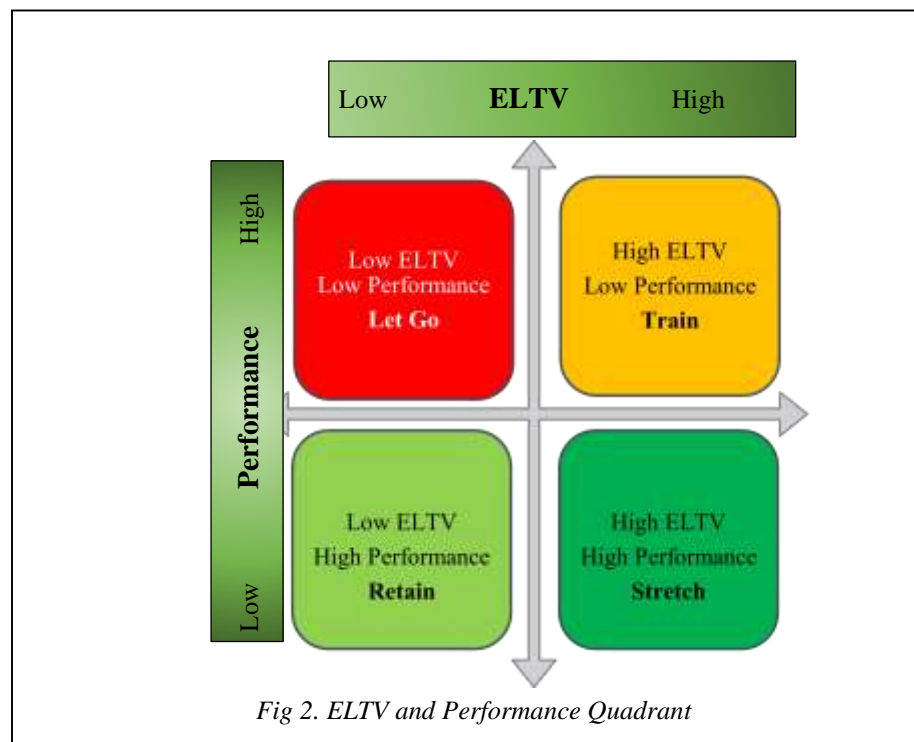 Low ELTV High
High
Performance
Low
Low ELTV
Low Performance
Let Go
High ELTV
Low Performance
Train
Low ELTV
High Performance
Retain
High ELTV
High Performance
Stretch
Fig 2. ELTV and Performance Quadrant